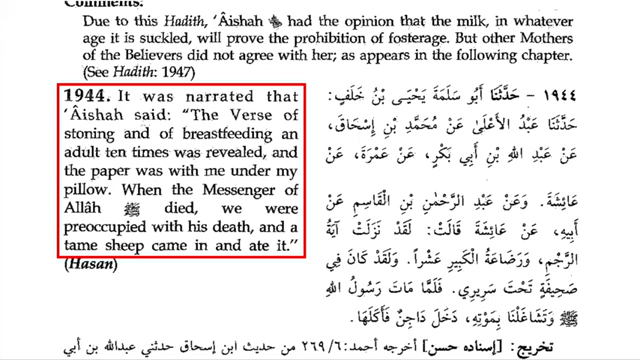 Comments:
Due to this Hadith, ‘Âishah ؓ had the opinion that the milk, in whatever
age it is suckled, will prove the prohibition of fosterage. But other Mothers
of the Believers did not agree with her; as appears in the following chapter.
(See Hadith: 1947)
1944. It was narrated that
‘Âishah said: “The Verse of
stoning and of breastfeeding an
adult ten times was revealed, and
the paper was with me under my
pillow. When the Messenger of
Allâh ﷺ died, we were
preoccupied with his death, and a
tame sheep came in and ate it.”
(Hasan)
١٩٤٤ - حَدَّثَنَا أَبُو سَلَمَةَ يَحْيَى بْنُ خَلَفٍ:
حَدَّثَنَا عَبْدُ الأَعْلَىٰ عَنْ مُحَمَّدِ بْنِ إِسْحَاقَ،
عَنْ عَبْدِ اللهِ بْنِ أَبِي بَكْرٍ، عَنْ عَمْرَةَ، عَنْ
عَائِشَةَ. وَعَنْ عَبْدِ الرَّحْمٰنِ بْنِ الْقَاسِمِ عَنْ
أَبِيهِ، عَنْ عَائِشَةَ قَالَتْ: لَقَدْ نَزَلَتْ آيَةُ
الرَّجْمِ، وَرَضَاعَةُ الْكَبِيرِ عَشْراً. وَلَقَدْ كَانَ فِي
صَحِيفَةٍ تَحْتَ سَرِيرِي. فَلَمَّا مَاتَ رَسُولُ اللهِ
ﷺ وَتَشَاغَلْنَا بِمَوْتِهِ، دَخَلَ دَاجِنٌ فَأَكَلَهَا.
تخريج: [إسناده حسن] أخرجه أحمد: ٦/ ٢٦٩ من حديث ابن إسحاق حدثني عبدالله بن أبي